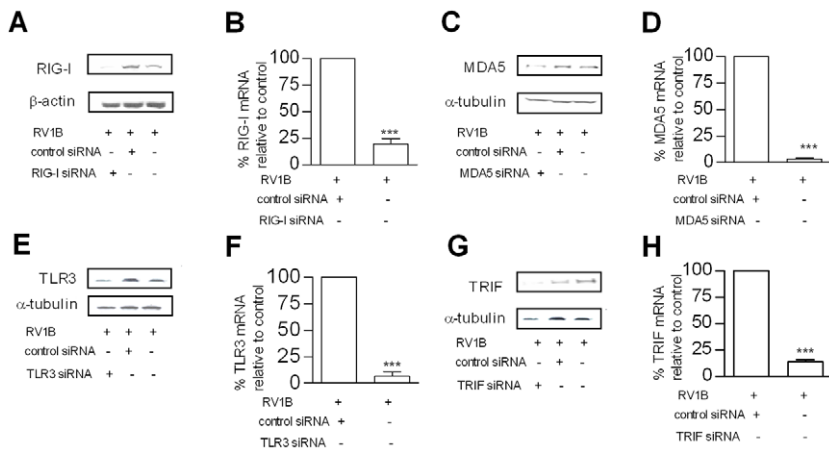 A
RIG-I
β-actin
RV1B + + +
control siRNA - + -
RIG-I siRNA + - -
B
% RIG-I mRNA
relative to control
100
75
50
25
0
***
RV1B + +
control siRNA + -
RIG-I siRNA - -
C
MDA5
α-tubulin
RV1B + + +
control siRNA - + -
MDA5 siRNA + - -
D
% MDA5 mRNA
relative to control
100
75
50
25
0
***
RV1B + +
control siRNA + -
MDA5 siRNA - -
E
TLR3
α-tubulin
RV1B + + +
control siRNA - + -
TLR3 siRNA + - -
F
% TLR3 mRNA
relative to control
100
75
50
25
0
***
RV1B + +
control siRNA + -
TLR3 siRNA - -
G
TRIF
α-tubulin
RV1B + + +
control siRNA - + -
TRIF siRNA + - -
H
% TRIF mRNA
relative to control
100
75
50
25
0
***
RV1B + +
control siRNA + -
TRIF siRNA - -